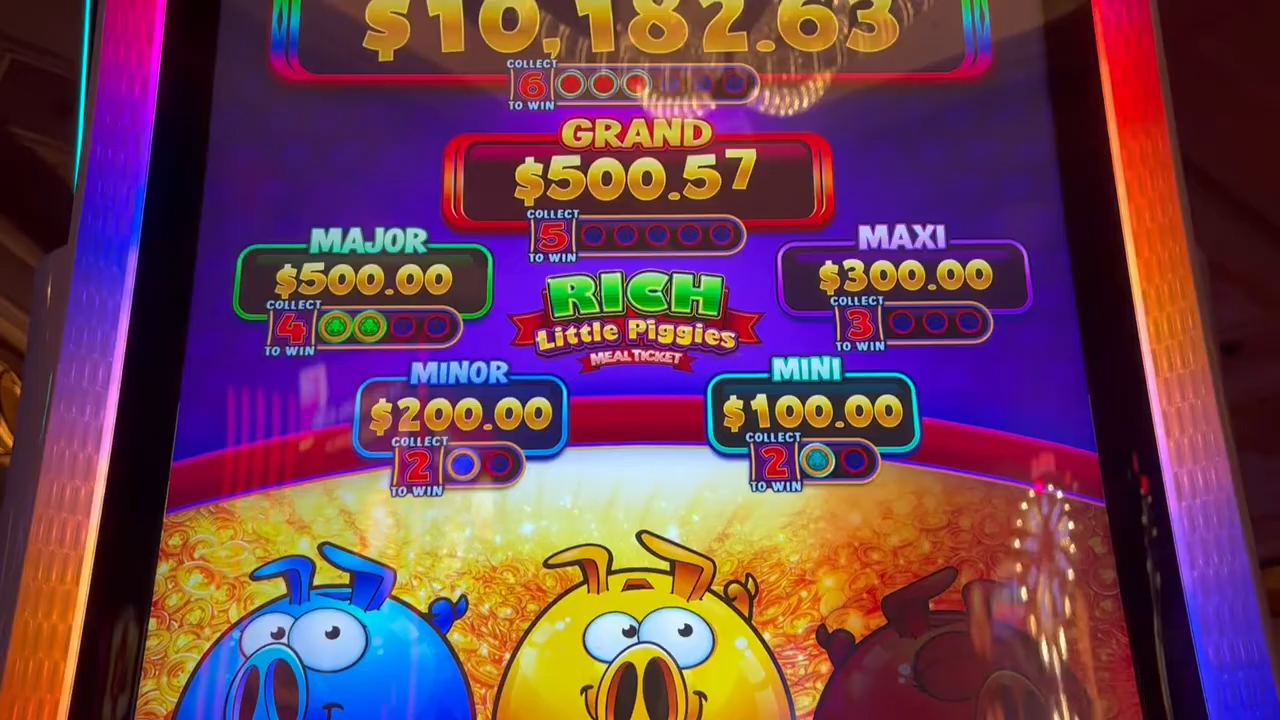 $10,182.63
COLLECT
6
TO WIN
GRAND
$500.57
COLLECT
5
TO WIN
MAJOR
$500.00
COLLECT
4
TO WIN
MAXI
$300.00
COLLECT
3
TO WIN
RICH
Little Piggies
MEAL TICKET
MINOR
$200.00
COLLECT
2
TO WIN
MINI
$100.00
COLLECT
2
TO WIN